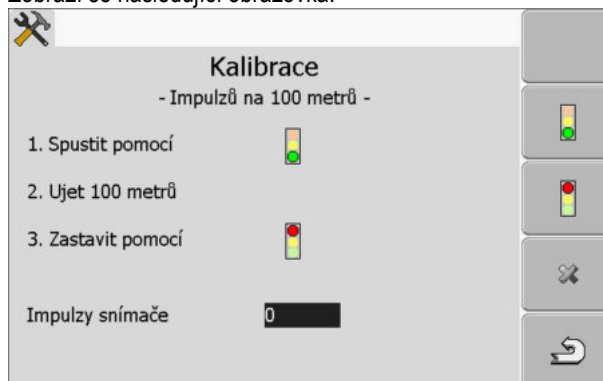 Zobrazí se následující obrazovka:
Kalibrace
- Impulzů na 100 metrů -
1. Spustit pomocí
2. Ujet 100 metrů
3. Zastavit pomocí
Impulzy snímače
0